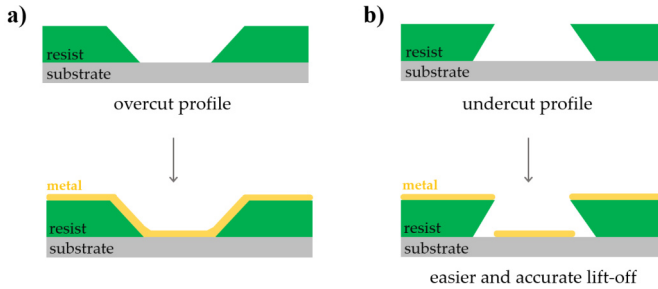 a)
resist
substrate
overcut profile
metal
resist
substrate
b)
resist
substrate
undercut profile
metal
resist
substrate
easier and accurate lift-off